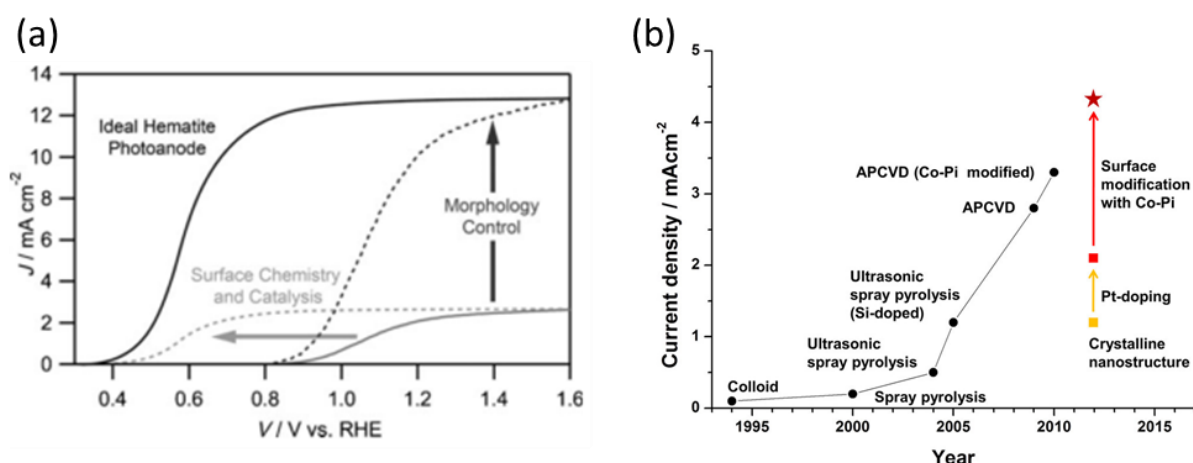 (a)
14
12
10
8
6
4
2
0
J / mA cm-2
Ideal Hematite
Photoanode
Morphology
Control
Surface Chemistry
and Catalysis
0.4 0.6 0.8 1.0 1.2 1.4 1.6
V / V vs. RHE
(b)
5
4
3
2
1
0
Current density / mAcm-2
APCVD (Co-Pi modified)
APCVD
Surface
modification
with Co-Pi
Ultrasonic
spray pyrolysis
(Si-doped)
Pt-doping
Ultrasonic
spray pyrolysis
Crystalline
nanostructure
Colloid
Spray pyrolysis
1995 2000 2005 2010 2015
Year